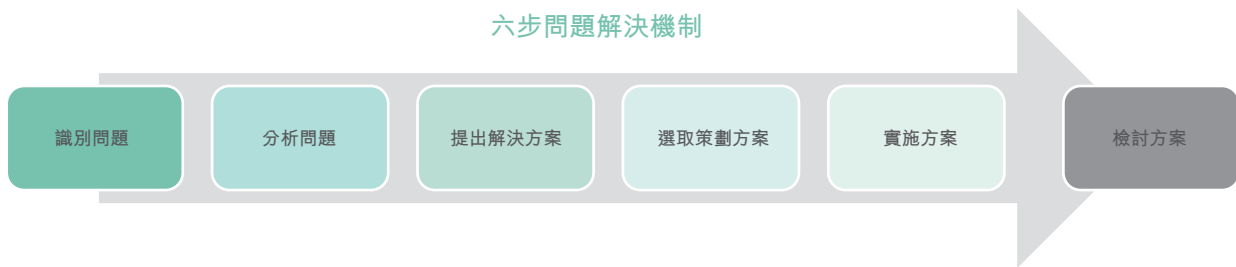 六步問題解決機制
識別問題
分析問題
提出解決方案
選取策劃方案
實施方案
檢討方案